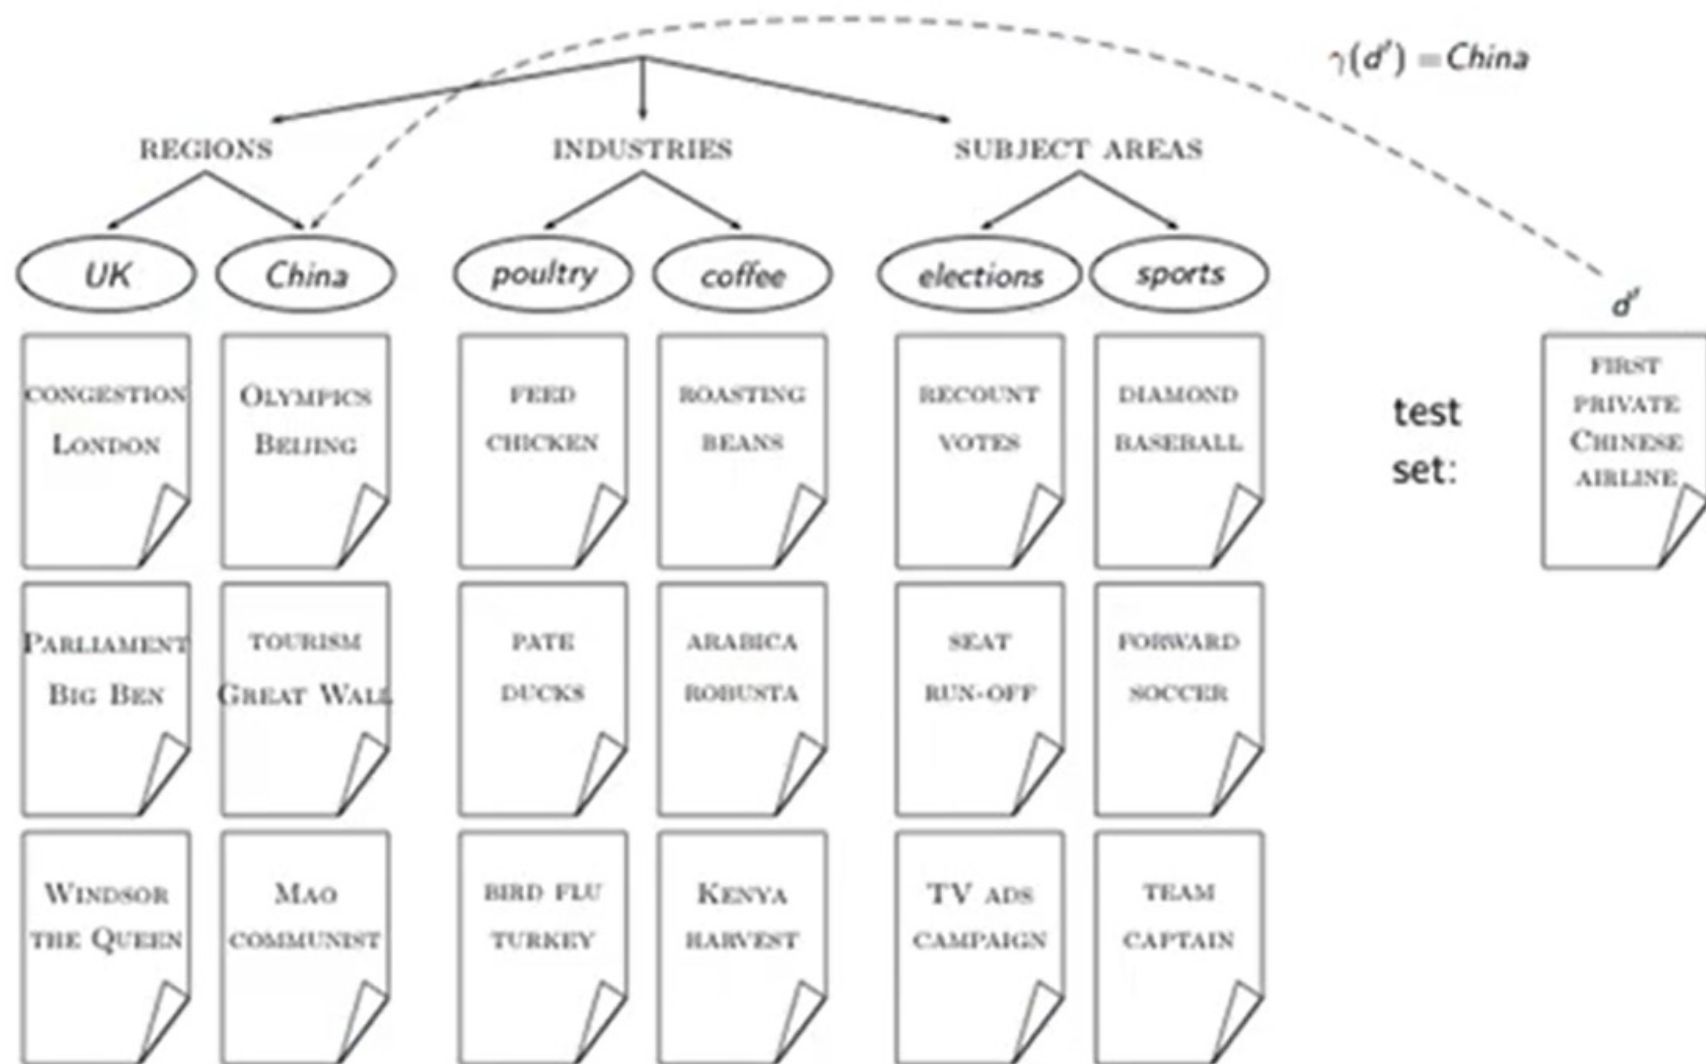 γ(d′) = China
REGIONS
INDUSTRIES
SUBJECT AREAS
UK
China
poultry
coffee
elections
sports
d′
CONGESTION
LONDON
OLYMPICS
BEIJING
FEED
CHICKEN
ROASTING
BEANS
RECOUNT
VOTES
DIAMOND
BASEBALL
test
set:
FIRST
PRIVATE
CHINESE
AIRLINE
PARLIAMENT
BIG BEN
TOURISM
GREAT WALL
PATE
DUCKS
ARABICA
ROBUSTA
SEAT
RUN-OFF
FORWARD
SOCCER
WINDSOR
THE QUEEN
MAO
COMMUNIST
BIRD FLU
TURKEY
KENYA
HARVEST
TV ADS
CAMPAIGN
TEAM
CAPTAIN